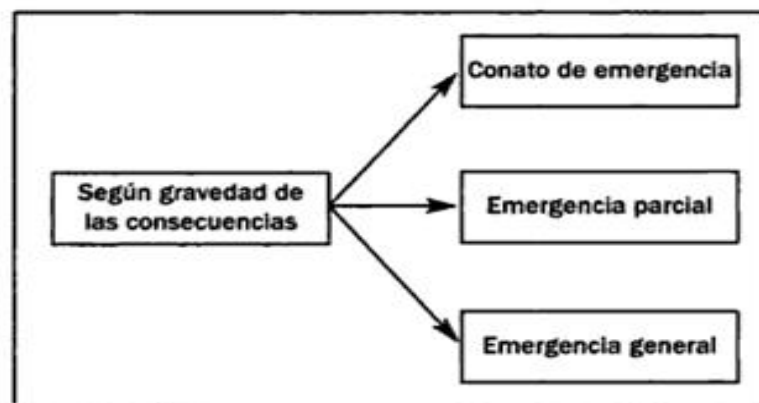 Conato de emergencia
Según gravedad de
las consecuencias
Emergencia parcial
Emergencia general